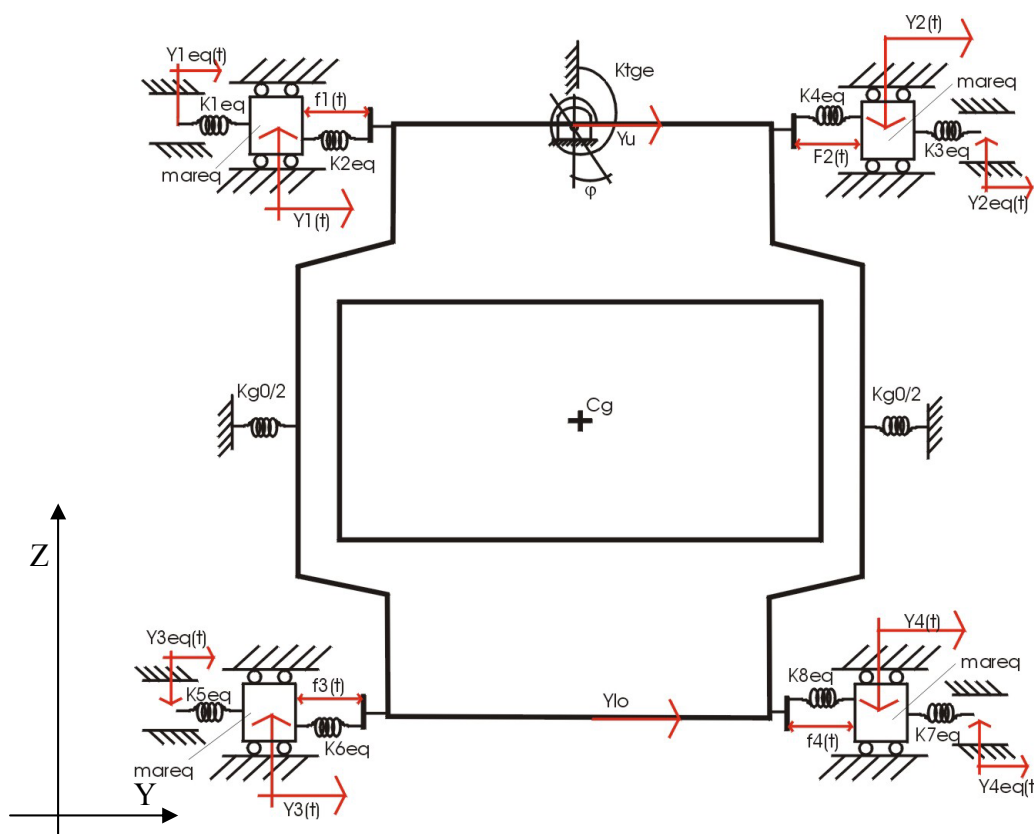 Y1eq(t)
K1eq
f1(t)
K2eq
mareq
Y1(t)
Ktge
Yu
φ
Y2(t)
mareq
K4eq
F2(t)
K3eq
Y2eq(t)
Kg0/2
Cg
Kg0/2
Z
Y
Y3eq(t)
K5eq
f3(t)
K6eq
mareq
Y3(t)
Ylo
Y4(t)
mareq
K8eq
f4(t)
K7eq
Y4eq(t)